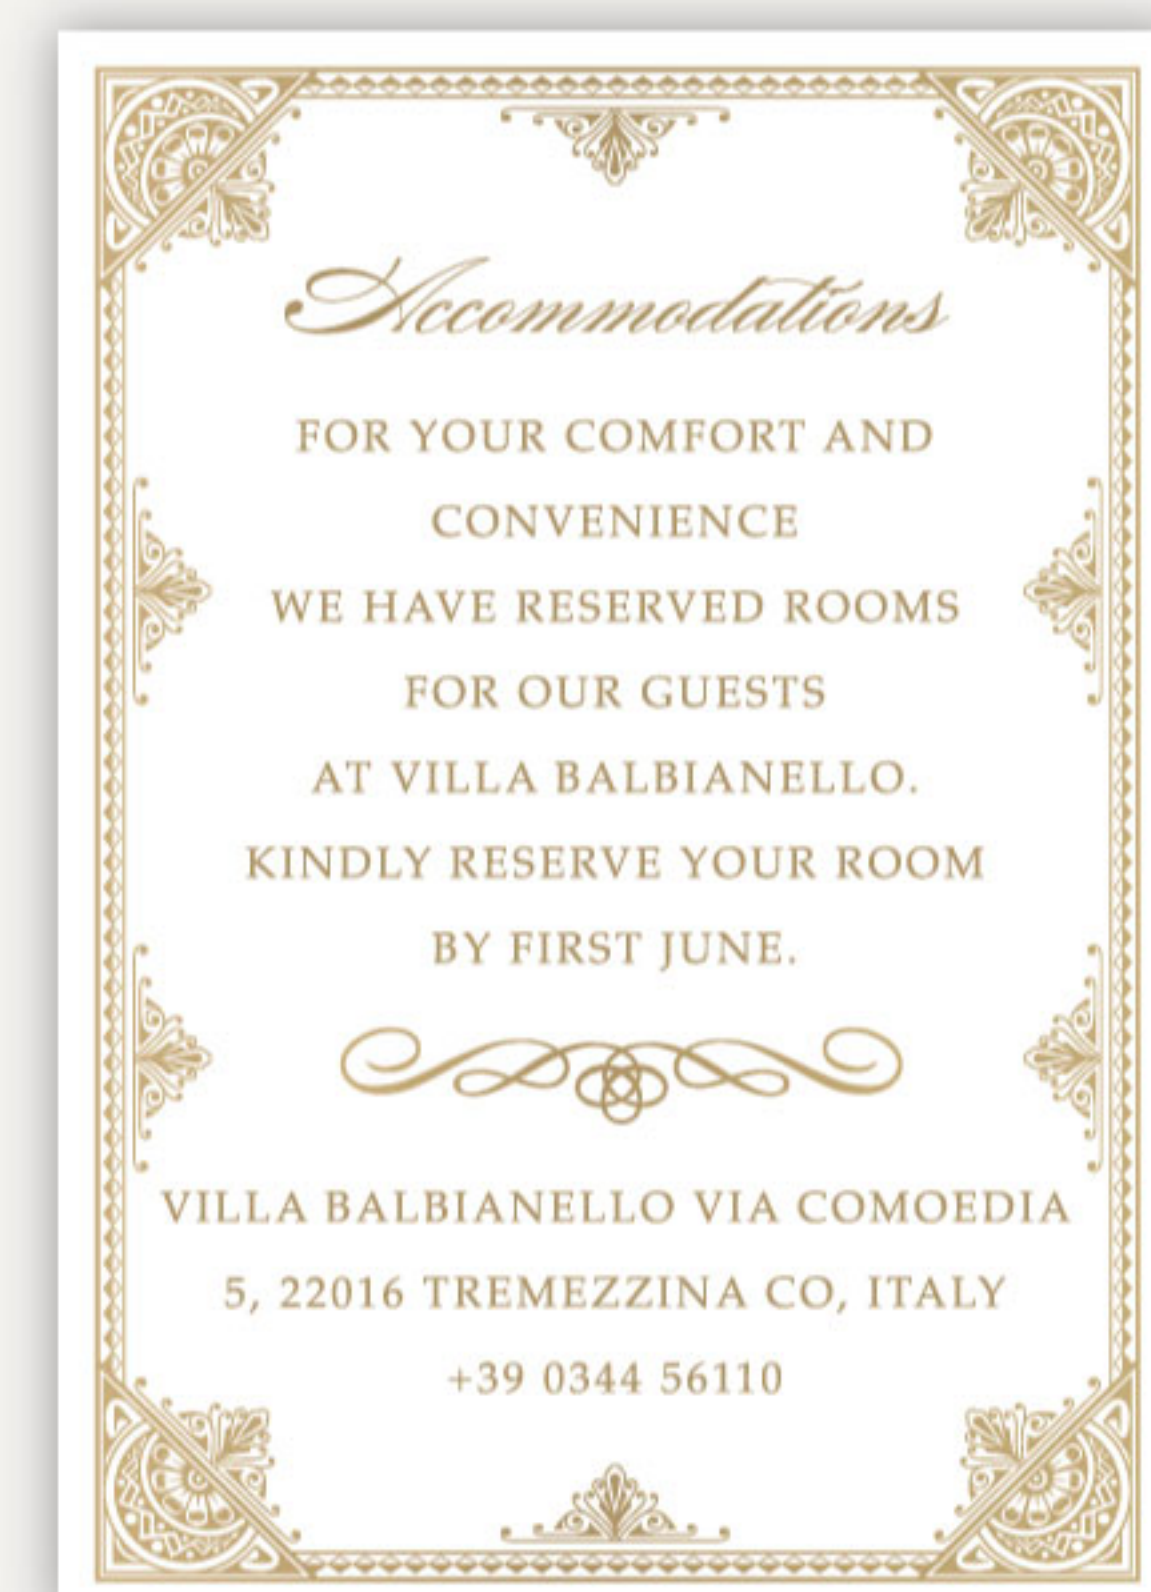 Accommodations
FOR YOUR COMFORT AND
CONVENIENCE
WE HAVE RESERVED ROOMS
FOR OUR GUESTS
AT VILLA BALBIANELLO.
KINDLY RESERVE YOUR ROOM
BY FIRST JUNE.
VILLA BALBIANELLO VIA COMOEDIA
5, 22016 TREMEZZINA CO, ITALY
+39 0344 56110